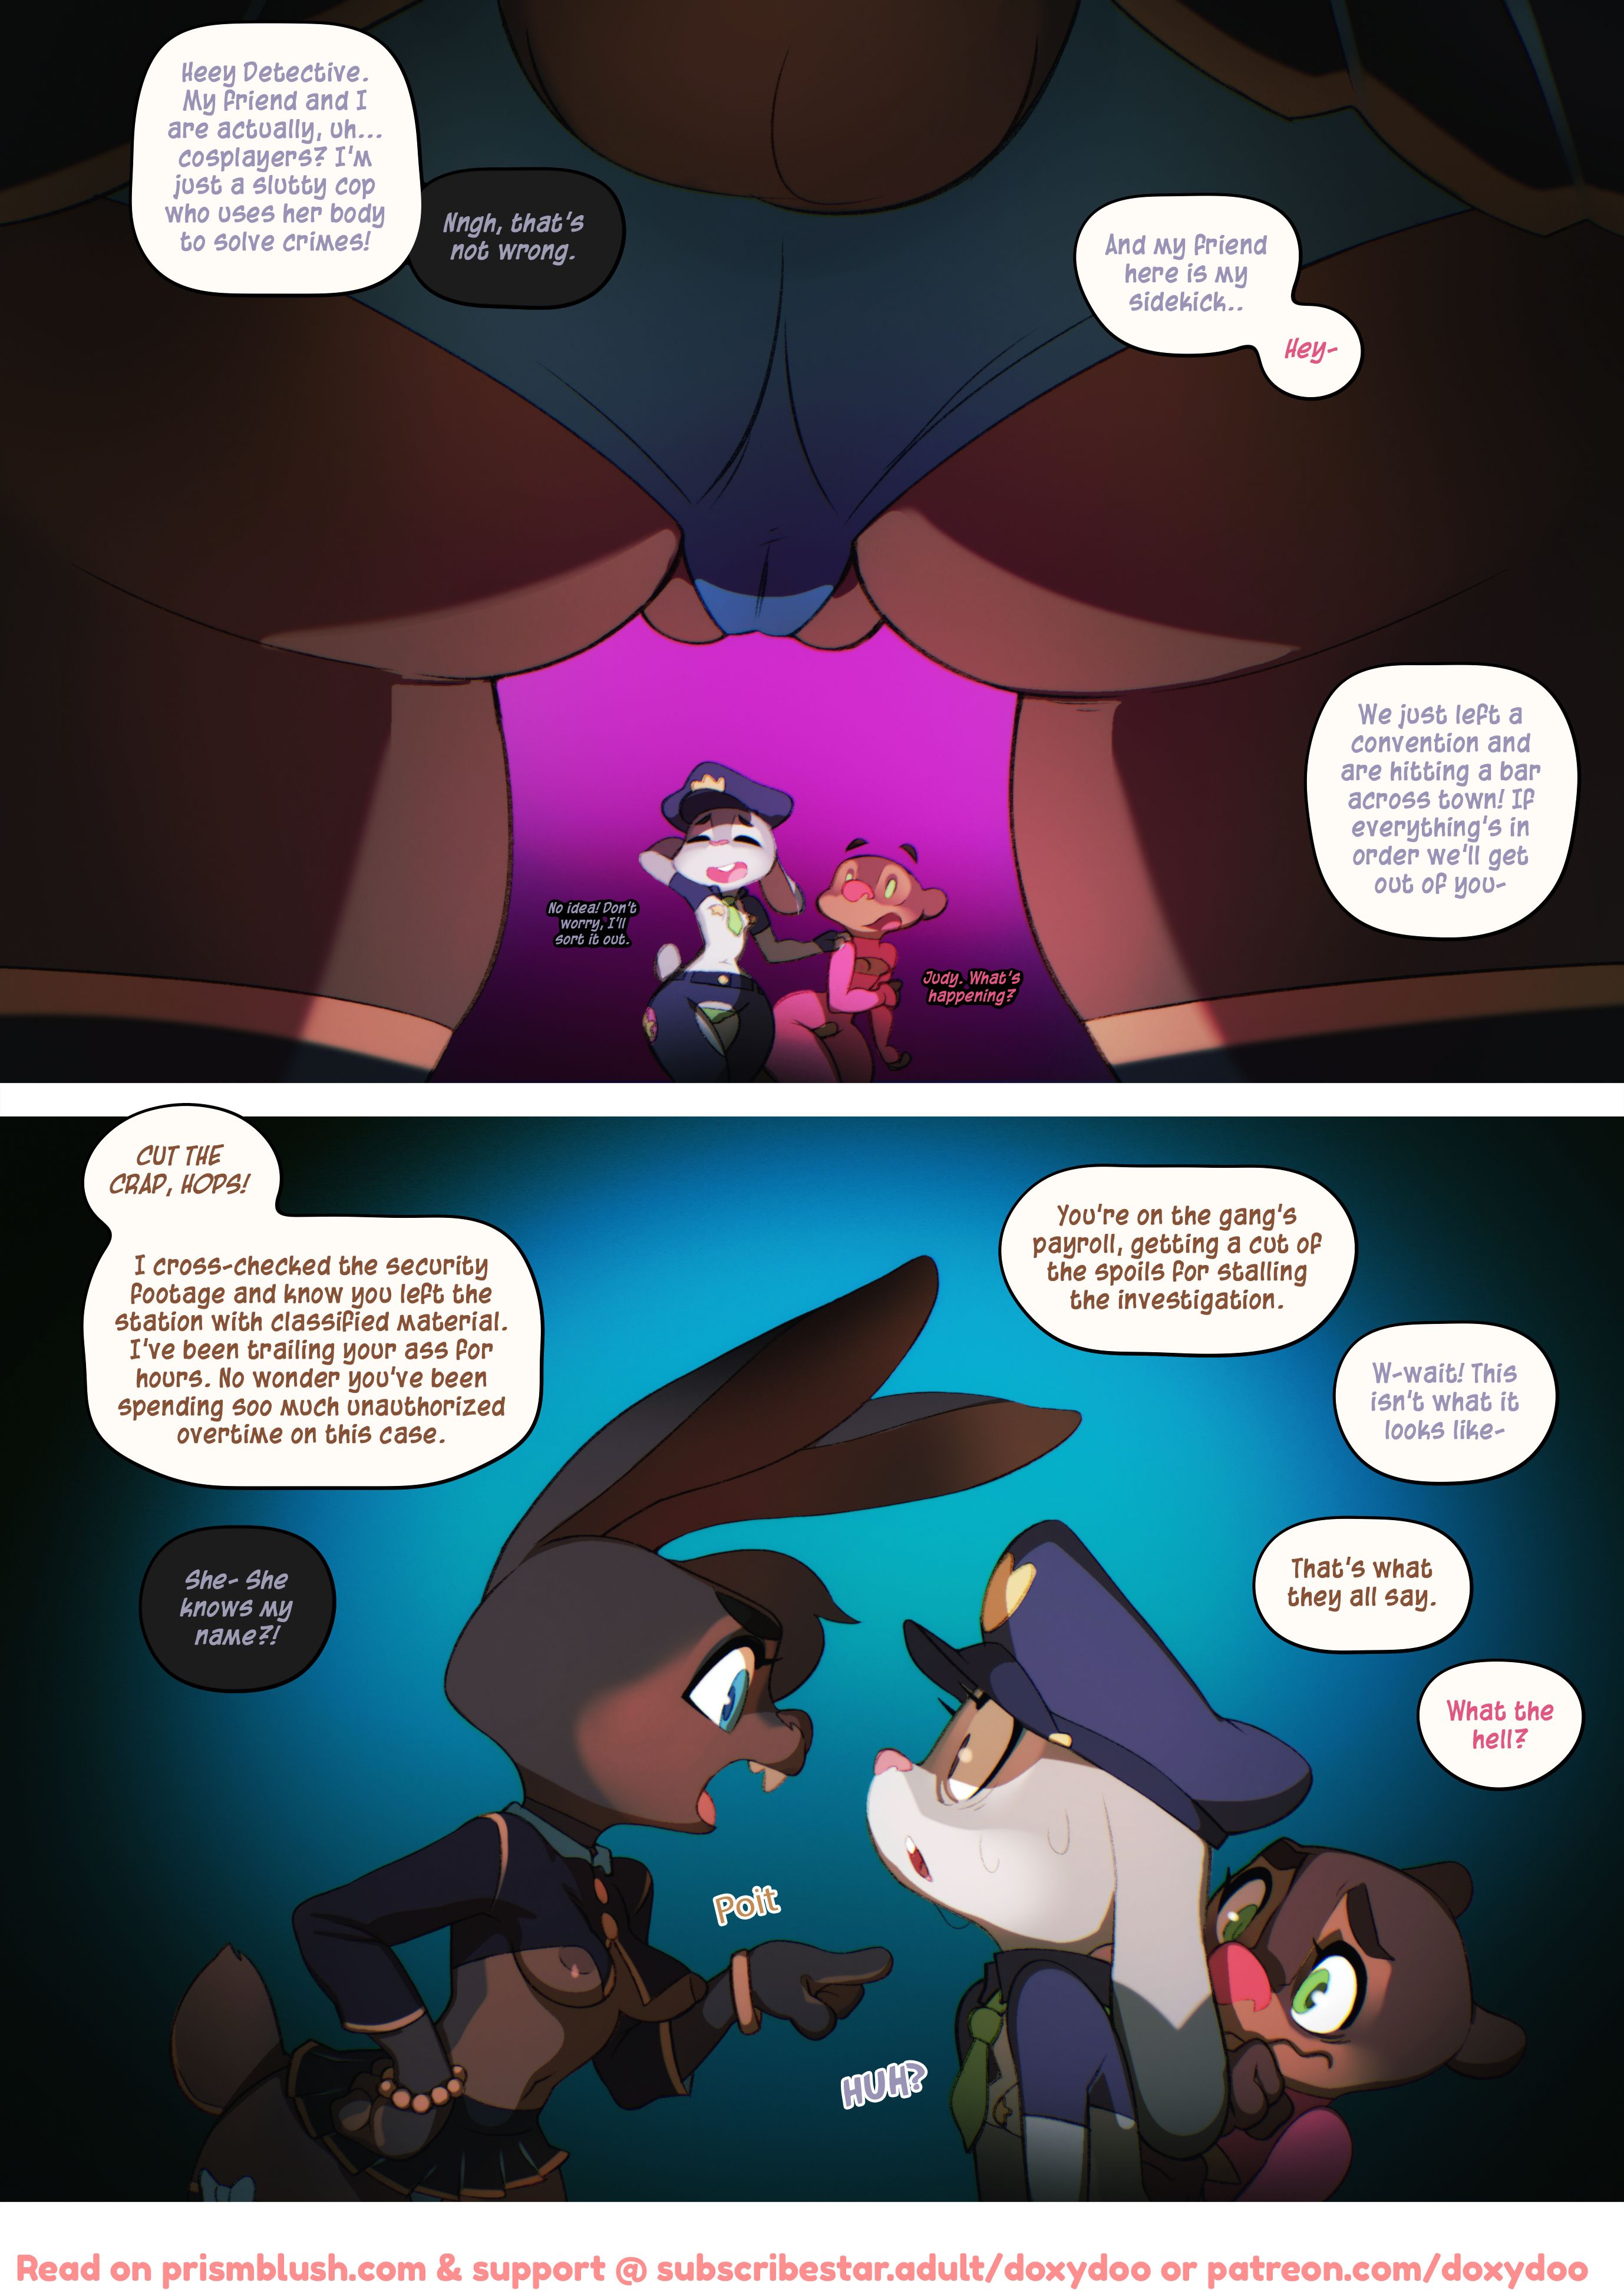 Heey Detective.
My friend and I
are actually, uh...
cosplayers? I'm
just a slutty cop
who uses her body
to solve crimes!
Nngh, that's
not wrong.
And my friend
here is my
sidekick..
Hey-
We just left a
convention and
are hitting a bar
across town! If
everything's in
order we'll get
out of you-
No idea! Don't
worry, I'll
sort it out.
Judy. What's
happening?
CUT THE
CRAP, HOPS!
I cross-checked the security
footage and know you left the
station with classified material.
I've been trailing your ass for
hours. No wonder you've been
spending soo much unauthorized
overtime on this case.
You're on the gang's
payroll, getting a cut of
the spoils for stalling
the investigation.
W-wait! This
isn't what it
looks like-
She- She
knows my
name?!
That's what
they all say.
What the
hell?
Poit
HUH?
Read on prismblush.com & support @ subscribestar.adult/doxydoo or patreon.com/doxydoo